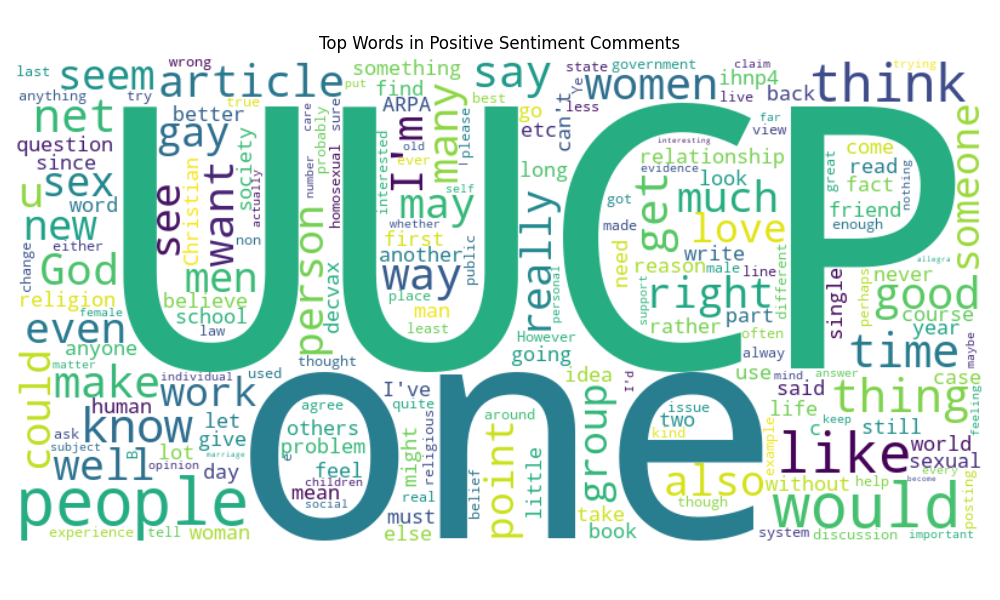 Top Words in Positive Sentiment Comments
last
seem
wrong
article
something
find
say
state
government
women
ihnp4
claim
trying
think
anything
try
true
put
ARPA
best
go
less
Ye
live
back
net
better
care
sure
I'm
many
please
etc
can't
far
view
question
gay
society
probably
interested
old
ever
interesting
relationship
evidence
great
come
read
fact
nothing
someone
since
u
sex
word
see
Christian
want
actually
number
homosexual
self
may
long
get
look
much
got
friend
enough
new
either
non
person
whether
first
another
public
really
made
need
love
write
change
God
men
way
personal
reason
male
line
different
allegra
religion
believe
school
decvax
place
man
support
right
part
never
good
perhaps
female
law
least
However
rather
often
single
course
year
even
anyone
thought
going
alway
time
maybe
matter
could
make
individual
used
work
I've
quite
idea
I'd
use
mind
answer
said
thing
case
human
let
agree
others
religious
around
group
issue
two
life
keep
still
feeling
ask
know
give
problem
might
point
kind
example
c
like
world
subject
well
B
lot
opinion
day
e
feel
mean
children
real
belief
little
also
without
help
every
sexual
marriage
become
people
social
must
take
though
would
posting
UUCP
one
experience
tell
woman
else
book
system
discussion
important